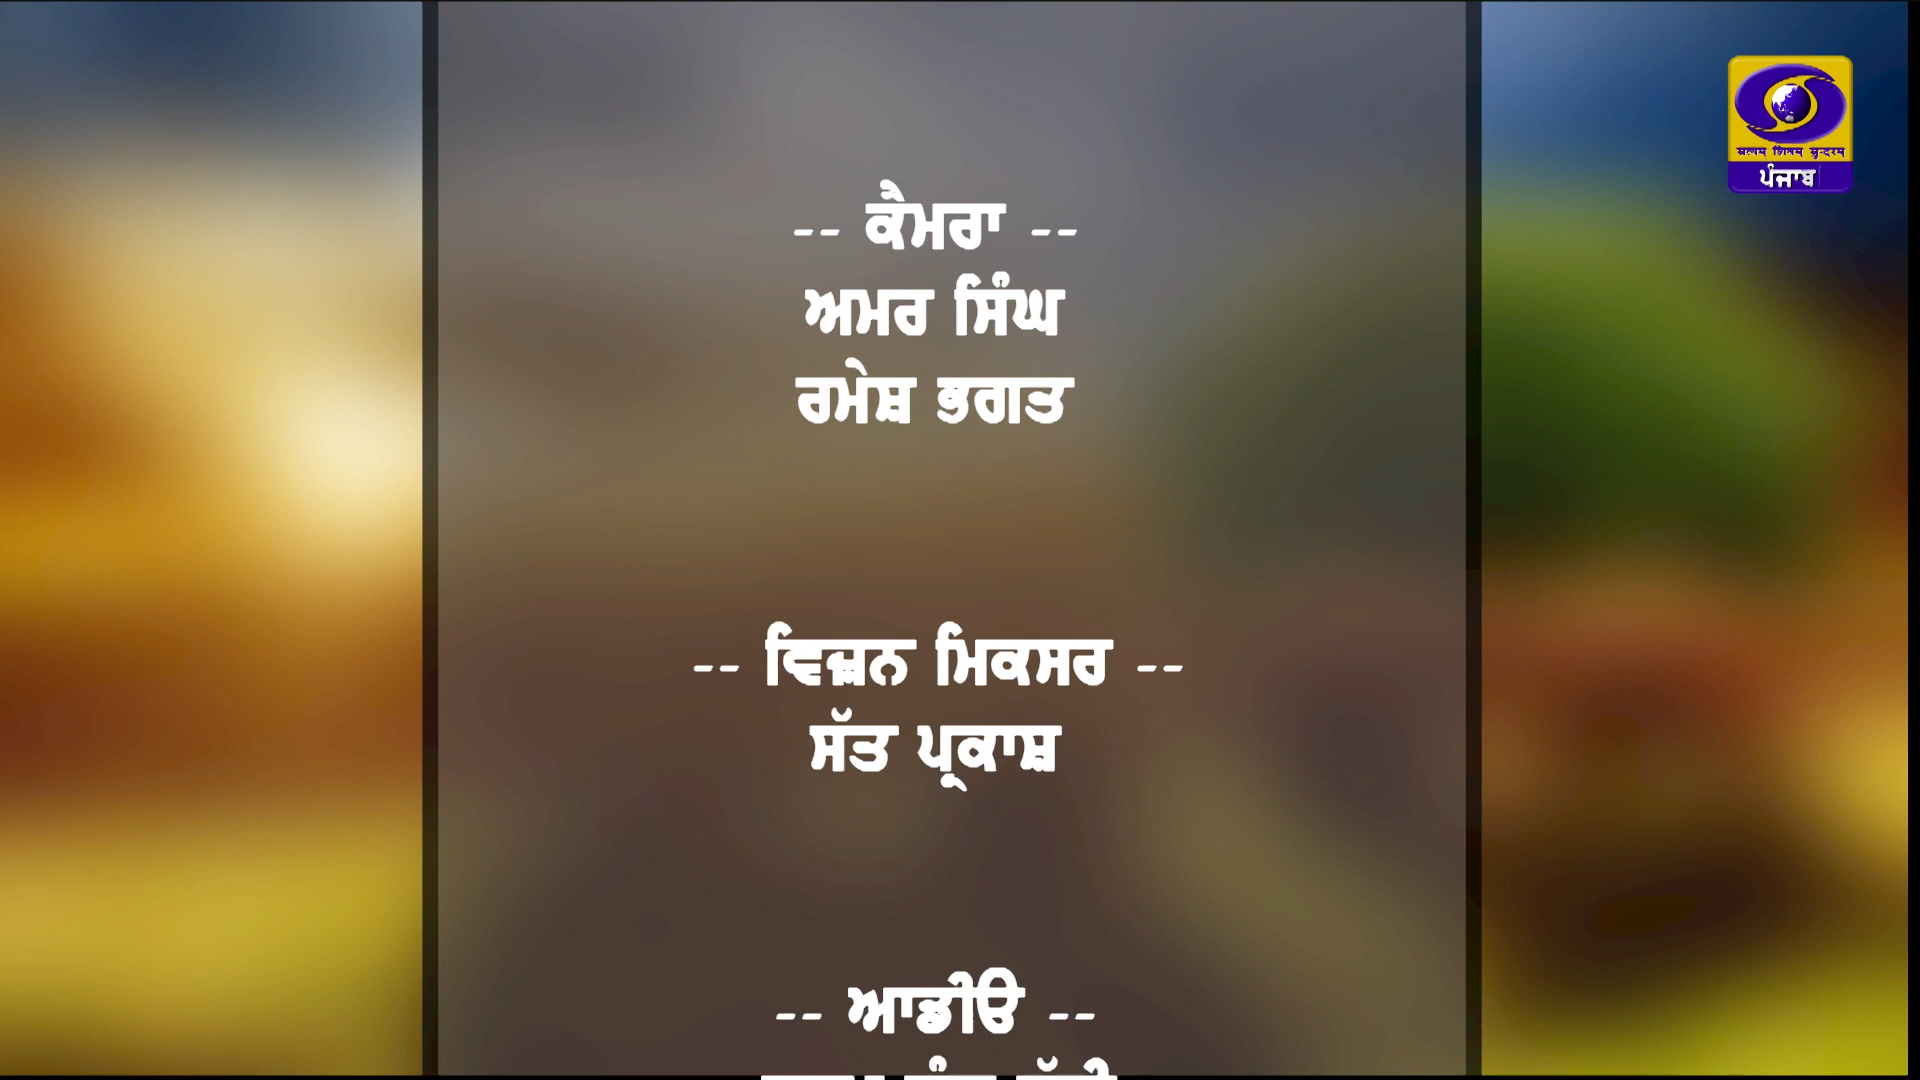 ਪੰਜਾਬੀ
-- ਕੈਮਰਾ --
ਅਮਰ ਸਿੰਘ
ਰਮੇਸ਼ ਭਗਤ
-- ਵਿਜ਼ਨ ਮਿਕਸਰ --
ਸੱਤ ਪ੍ਰਕਾਸ਼
-- ਆਡੀਓ --